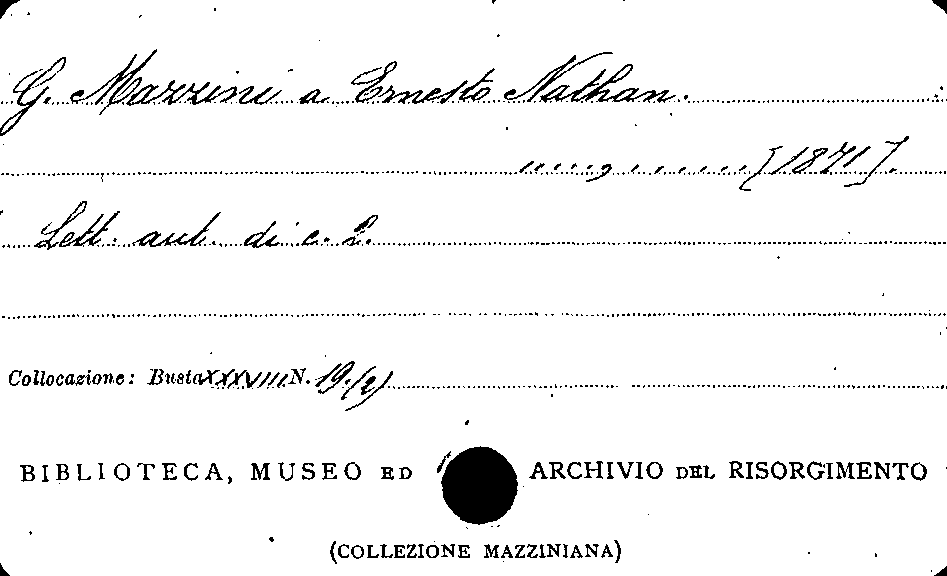 G. Mazzini a Ernesto Nathan.
....., ...... [1871].
Lett. aut. di c. 2.
Collocazione: Busta XXXVIII N. 19.(2)
BIBLIOTECA, MUSEO ED ARCHIVIO DEL RISORGIMENTO
(COLLEZIONE MAZZINIANA)